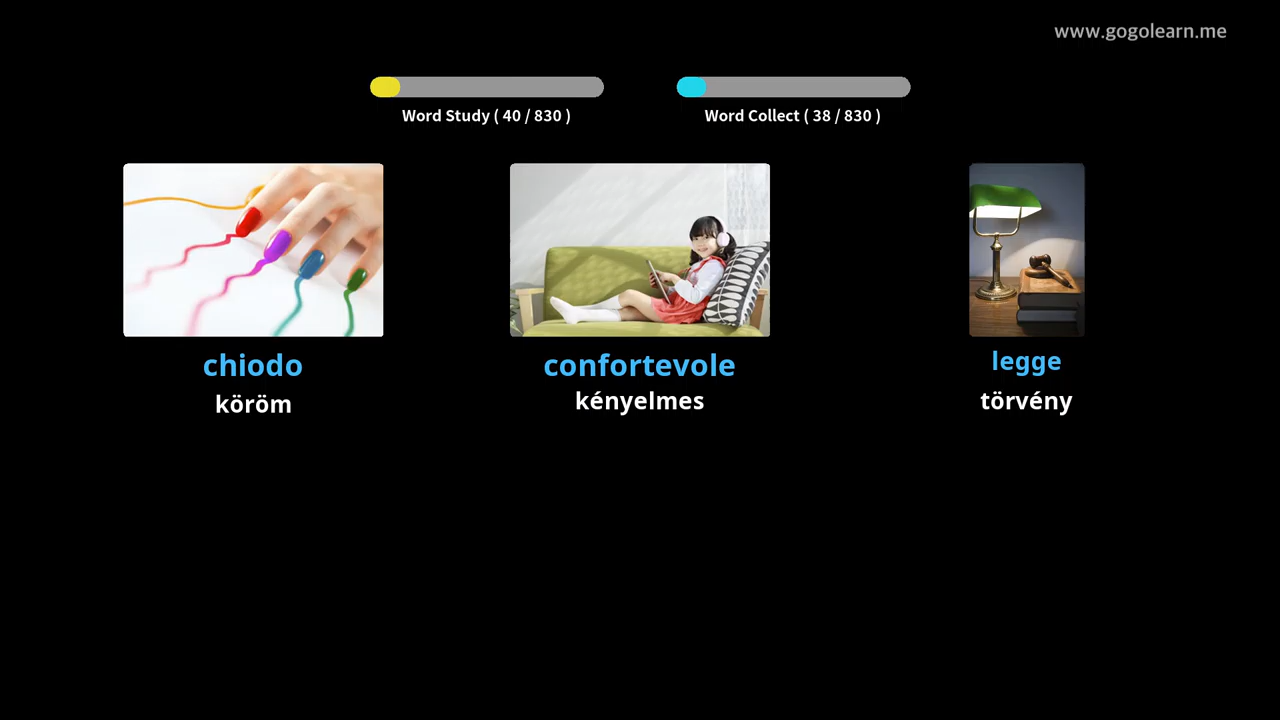 www.gogolearn.me
Word Study ( 40 / 830 )
Word Collect ( 38 / 830 )
chiodo
köröm
confortevole
kényelmes
legge
törvény